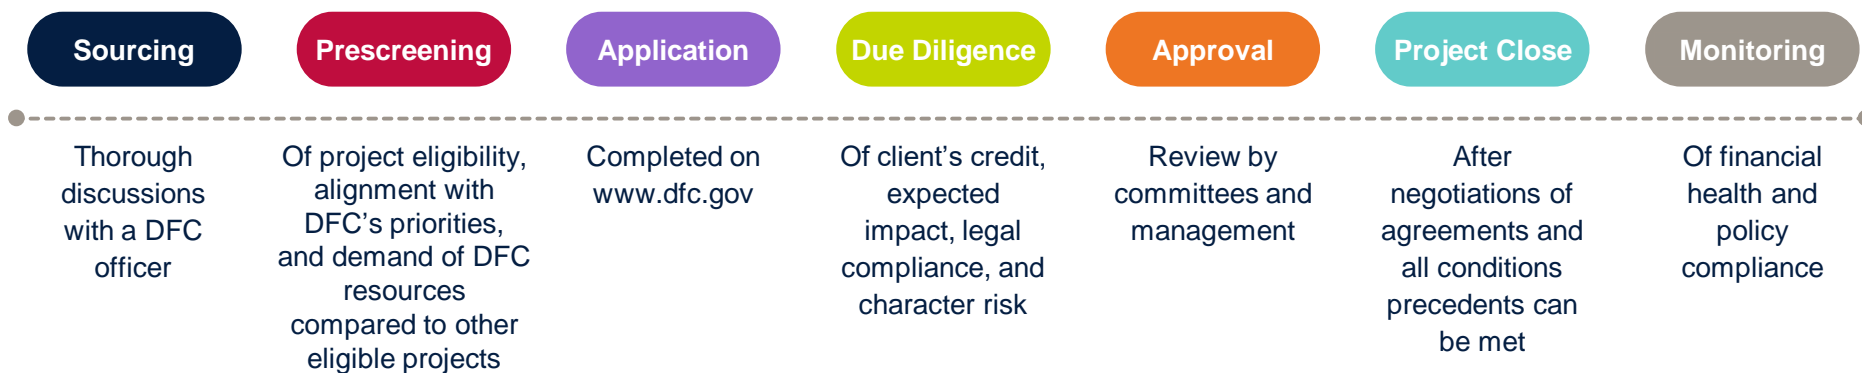 Sourcing
Prescreening
Application
Due Diligence
Approval
Project Close
Monitoring
Thorough
discussions
with a DFC
officer
Of project eligibility,
alignment with
DFC's priorities,
and demand of DFC
resources
compared to other
eligible projects
Completed on
www.dfc.gov
Of client's credit,
expected
impact, legal
compliance, and
character risk
Review by
committees and
management
After
negotiations of
agreements and
all conditions
precedents can
be met
Of financial
health and
policy
compliance